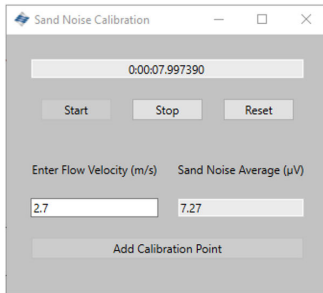 Sand Noise Calibration
0:00:07.997390
Start Stop Reset
Enter Flow Velocity (m/s) Sand Noise Average (µV)
2.7 7.27
Add Calibration Point